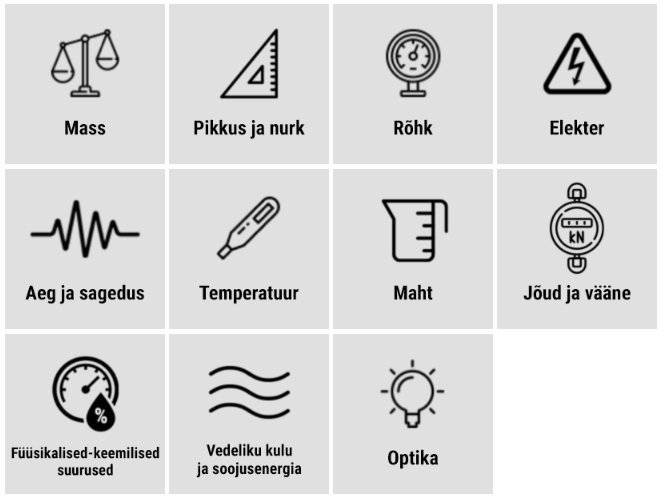 Mass
Pikkus ja nurk
Rõhk
Elekter
Aeg ja sagedus
Temperatuur
Maht
kN
Jõud ja vääne
%
Füüsikalised-keemilised
suurused
Vedeliku kulu
ja soojusenergia
Optika